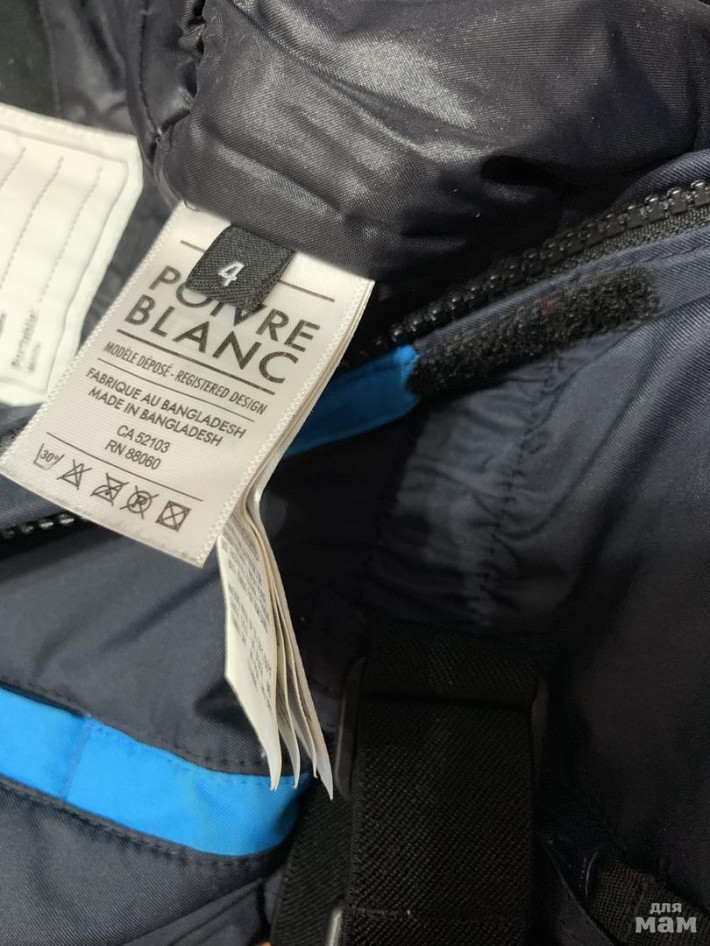 4
POIVRE
BLANC
MODÈLE DÉPOSÉ - REGISTERED DESIGN
FABRIQUE AU BANGLADESH
MADE IN BANGLADESH
CA 52103
RN 88060
30°
для
мам